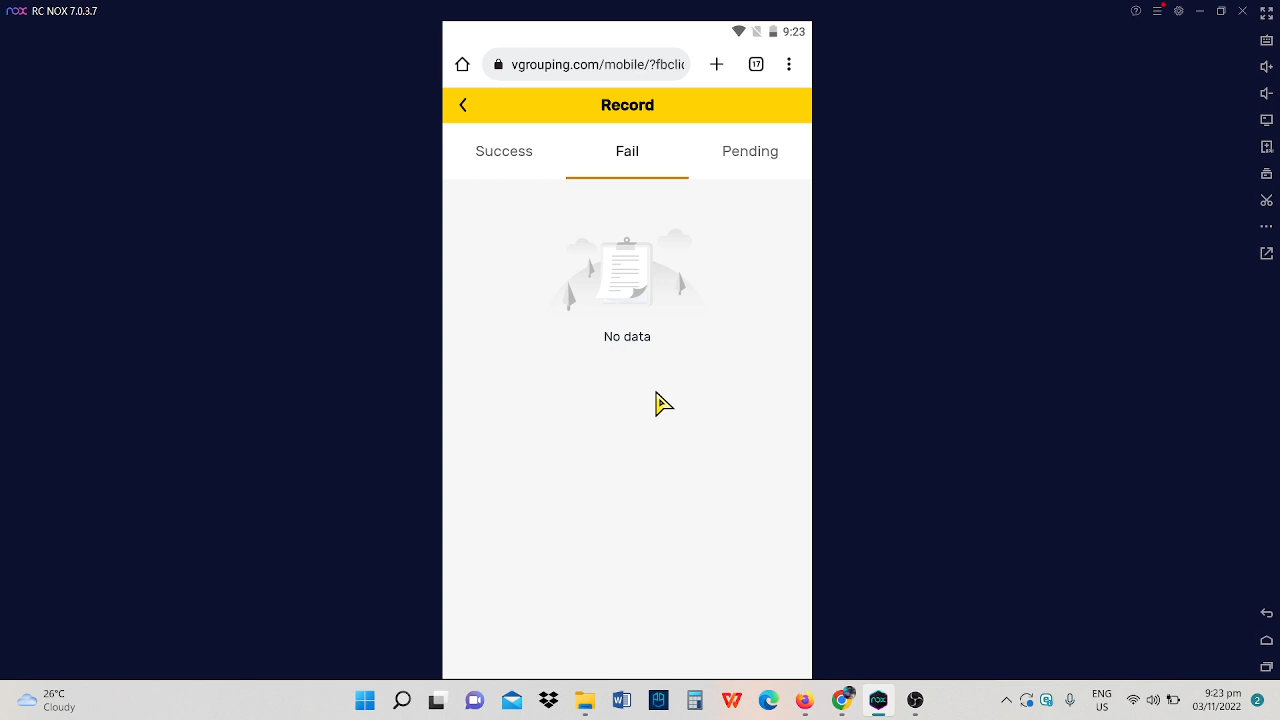 nox RC NOX 7.0.3.7
9:23
vgrouping.com/mobile/?fbclic
17
Record
Success Fail Pending
No data
26°C
Cloudy
ENG
US
9:23
03/11/2022
2